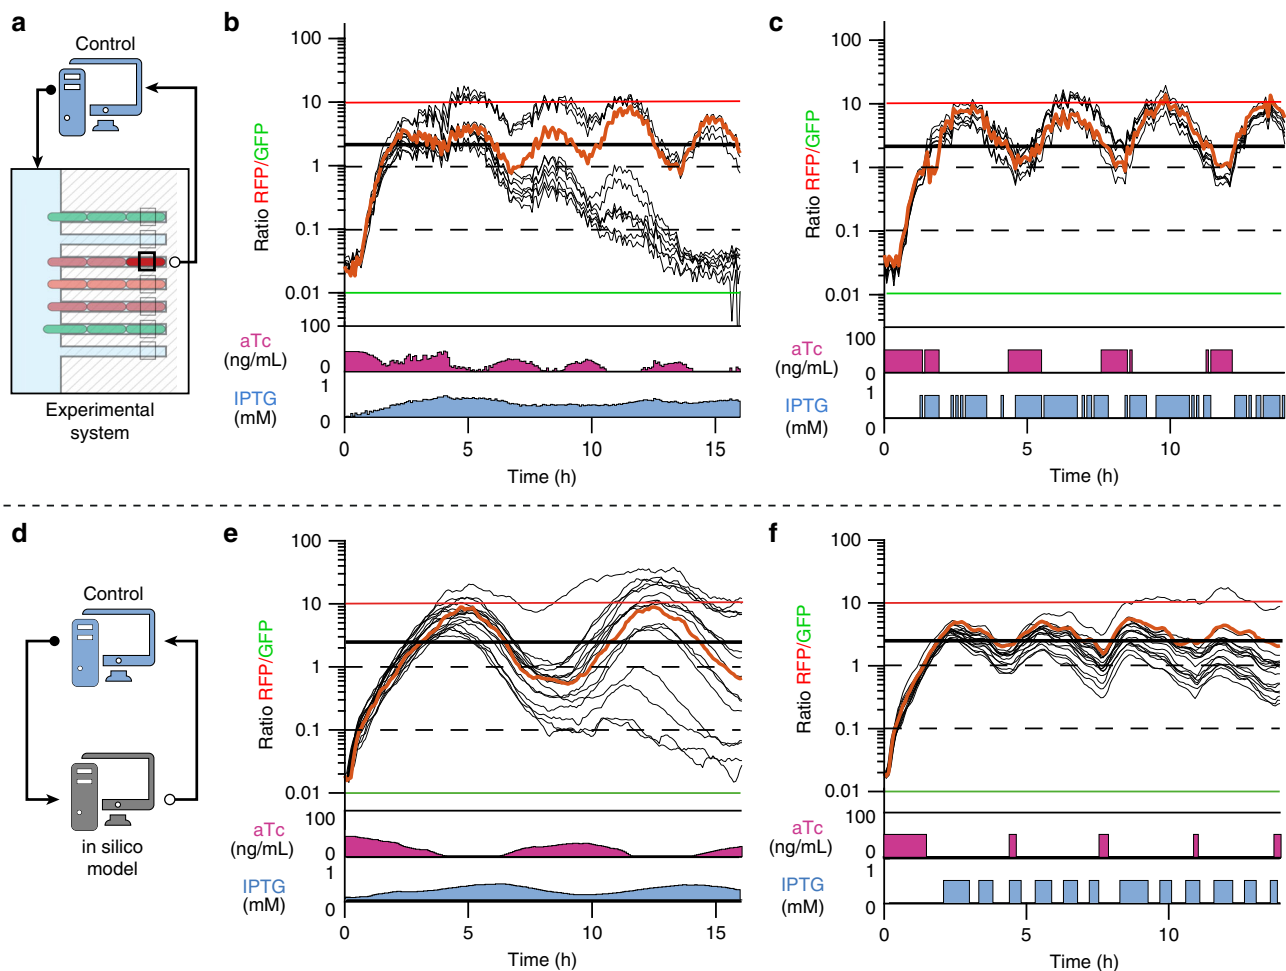 a
Control
Experimental
system
b
Ratio RFP/GFP
100
10
1
0.1
0.01
aTc
(ng/mL)
100
0
IPTG
(mM)
1
0
0 5 10 15
Time (h)
c
Ratio RFP/GFP
100
10
1
0.1
0.01
aTc
(ng/mL)
100
0
IPTG
(mM)
1
0
0 5 10
Time (h)
d
Control
in silico
model
e
Ratio RFP/GFP
100
10
1
0.1
0.01
aTc
(ng/mL)
100
0
IPTG
(mM)
1
0
0 5 10 15
Time (h)
f
Ratio RFP/GFP
100
10
1
0.1
0.01
aTc
(ng/mL)
100
0
IPTG
(mM)
1
0
0 5 10
Time (h)